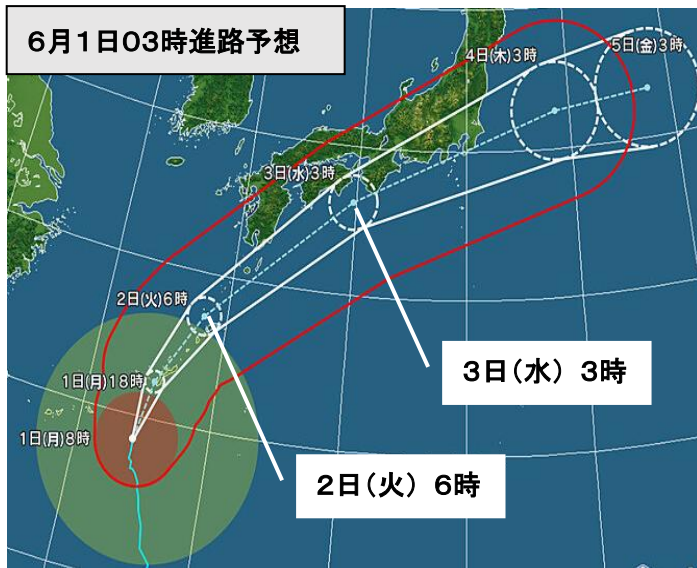 6月1日03時進路予想
4日(木)3時
5日(金)3時
3日(水)3時
2日(火)6時
3日(水) 3時
1日(月)18時
1日(月)8時
2日(火) 6時